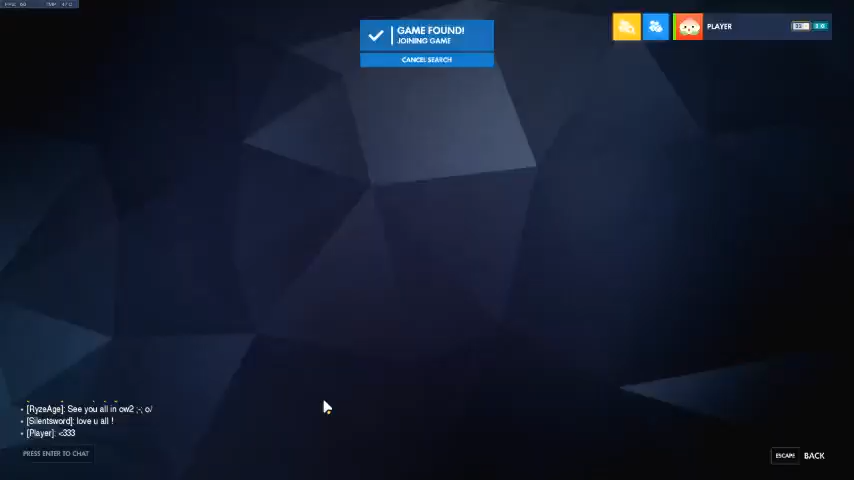 GAME FOUND!
JOINING GAME
CANCEL SEARCH
PLAYER
[RyzeAge]: See you all in ow2 ;-; o/
[Silentsword]: love u all !
[Player]: <333
PRESS ENTER TO CHAT
ESCAPE
BACK